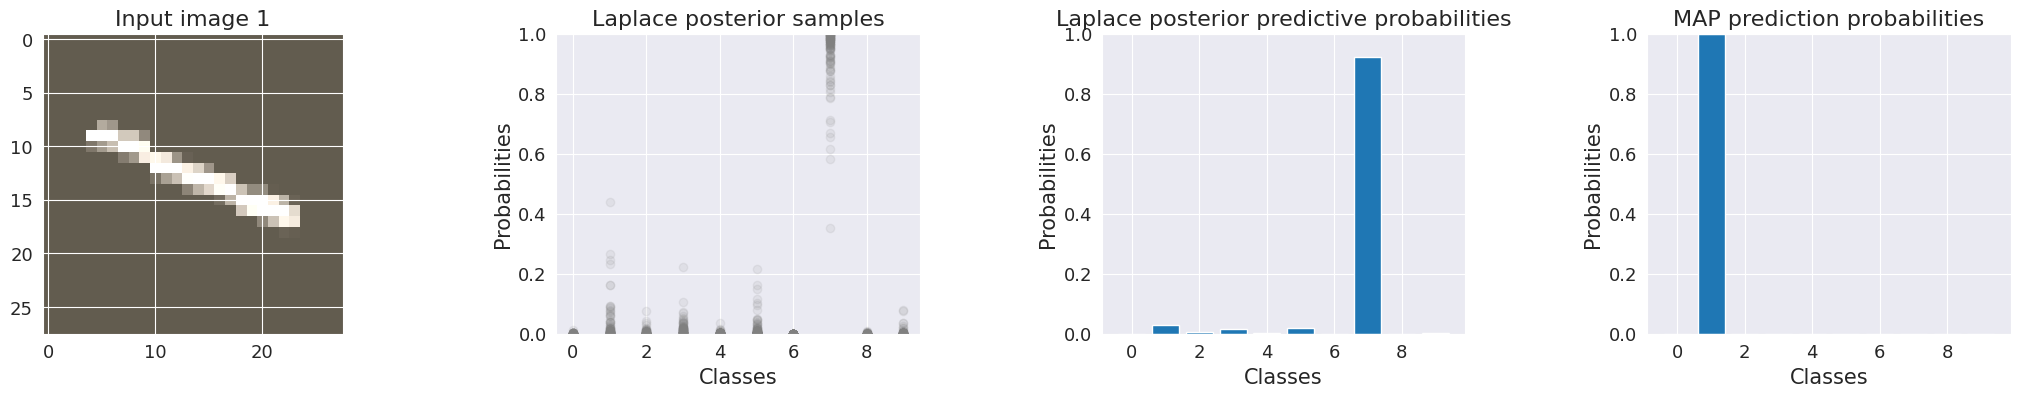 Input image 1
0
5
10
15
20
25
0 10 20
Laplace posterior samples
Probabilities
1.0
0.8
0.6
0.4
0.2
0.0
0 2 4 6 8
Classes
Laplace posterior predictive probabilities
Probabilities
1.0
0.8
0.6
0.4
0.2
0.0
0 2 4 6 8
Classes
MAP prediction probabilities
Probabilities
1.0
0.8
0.6
0.4
0.2
0.0
0 2 4 6 8
Classes